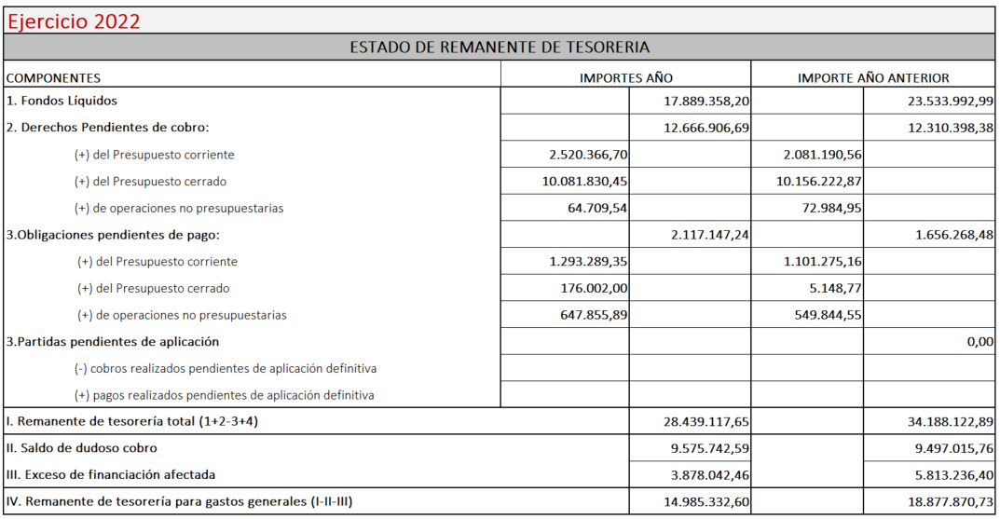 Ejercicio 2022
ESTADO DE REMANENTE DE TESORERIA
COMPONENTES IMPORTES AÑO IMPORTE AÑO ANTERIOR
1. Fondos Líquidos 17.889.358,20 23.533.992,99
2. Derechos Pendientes de cobro: 12.666.906,69 12.310.398,38
(+) del Presupuesto corriente 2.520.366,70 2.081.190,56
(+) del Presupuesto cerrado 10.081.830,45 10.156.222,87
(+) de operaciones no presupuestarias 64.709,54 72.984,95
3.Obligaciones pendientes de pago: 2.117.147,24 1.656.268,48
(+) del Presupuesto corriente 1.293.289,35 1.101.275,16
(+) del Presupuesto cerrado 176.002,00 5.148,77
(+) de operaciones no presupuestarias 647.855,89 549.844,55
3.Partidas pendientes de aplicación 0,00
(-) cobros realizados pendientes de aplicación definitiva
(+) pagos realizados pendientes de aplicación definitiva
I. Remanente de tesorería total (1+2-3+4) 28.439.117,65 34.188.122,89
II. Saldo de dudoso cobro 9.575.742,59 9.497.015,76
III. Exceso de financiación afectada 3.878.042,46 5.813.236,40
IV. Remanente de tesorería para gastos generales (I-II-III) 14.985.332,60 18.877.870,73